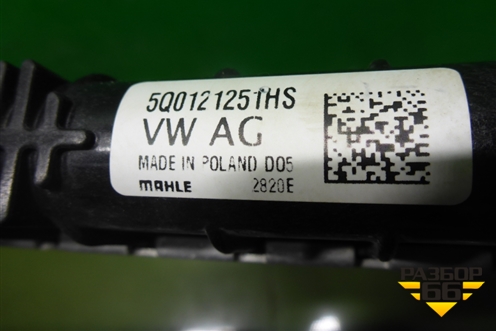 5Q0121251HS
VW AG
MADE IN POLAND D05
MAHLE 2820E
РАЗБОР
66